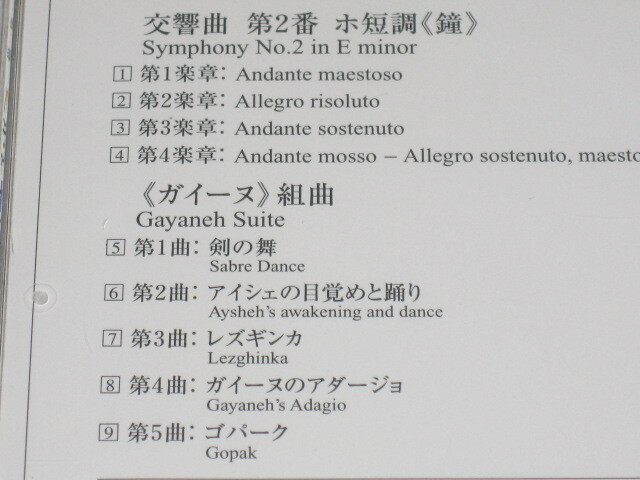 交響曲 第2番 ホ短調《鐘》
Symphony No.2 in E minor
1 第1楽章: Andante maestoso
2 第2楽章: Allegro risoluto
3 第3楽章: Andante sostenuto
4 第4楽章: Andante mosso – Allegro sostenuto, maesto
《ガイーヌ》組曲
Gayaneh Suite
5 第1曲: 剣の舞
Sabre Dance
6 第2曲: アイシェの目覚めと踊り
Aysheh's awakening and dance
7 第3曲: レズギンカ
Lezghinka
8 第4曲: ガイーヌのアダージョ
Gayaneh's Adagio
9 第5曲: ゴパーク
Gopak